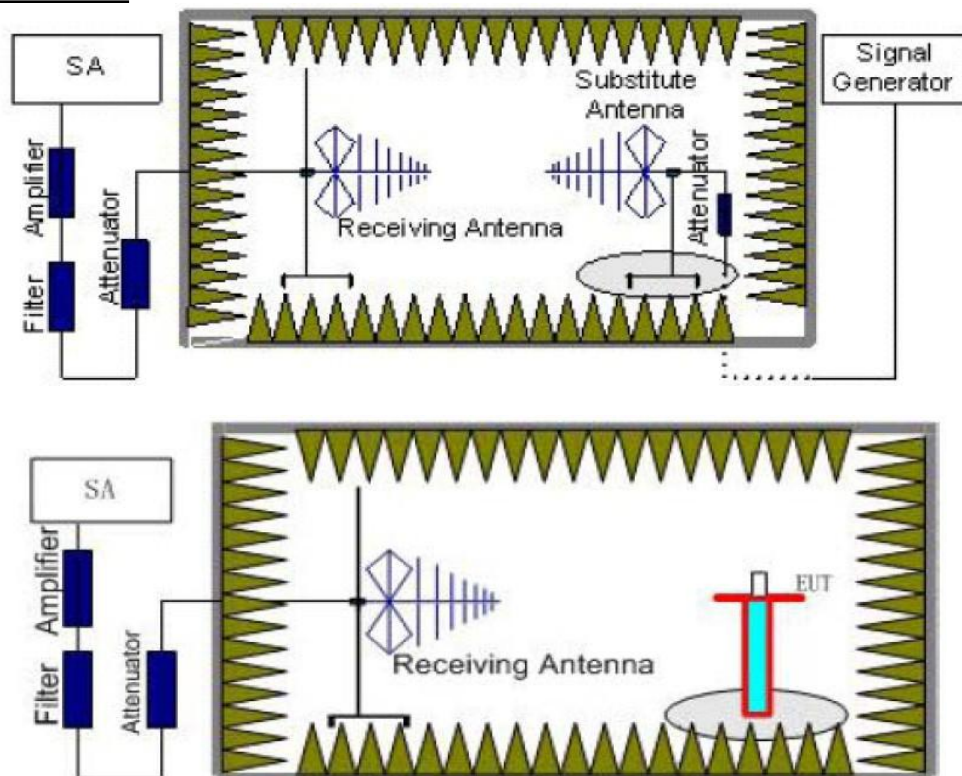 SA
Signal
Generator
Substitute
Antenna
Amplifier
Attenuator
Attenuator
Receiving Antenna
Filter
SA
Amplifier
EUT
Receiving Antenna
Filter
Attenuator